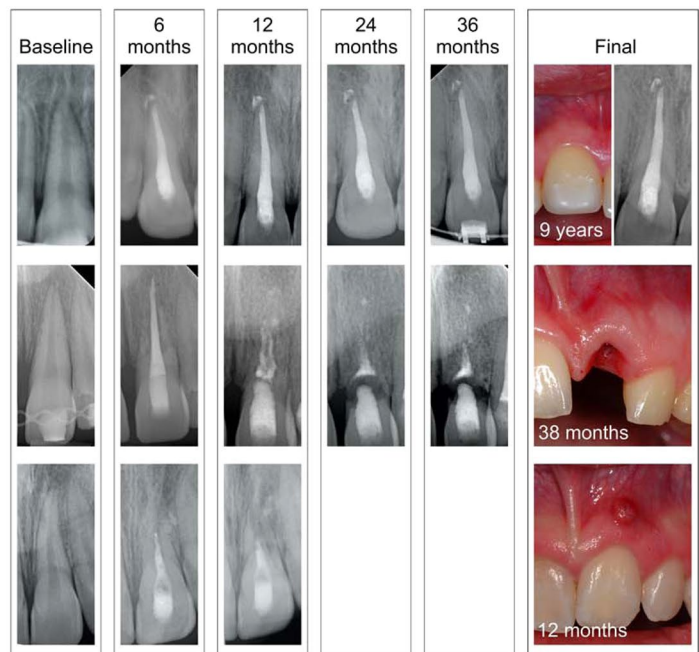 Baseline
6
months
12
months
24
months
36
months
Final
9 years
38 months
12 months